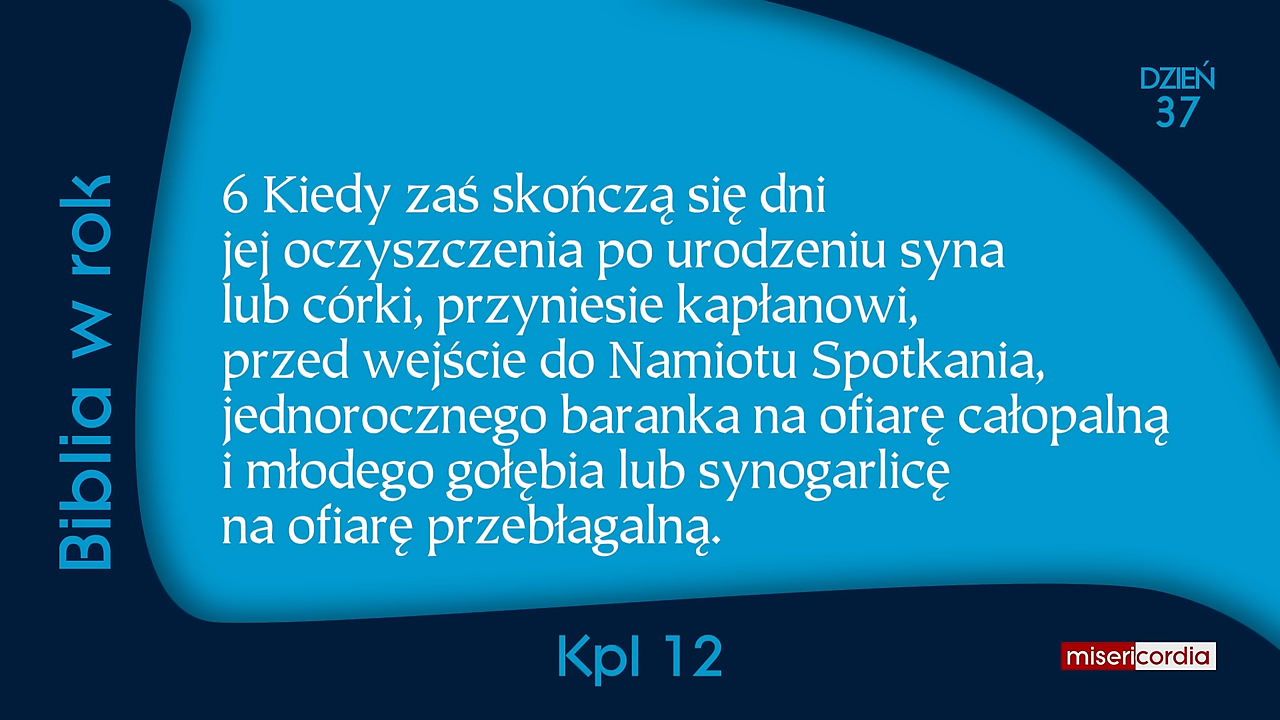 DZIEŃ
37
Biblia w rok
6 Kiedy zaś skończą się dni
jej oczyszczenia po urodzeniu syna
lub córki, przyniesie kapłanowi,
przed wejście do Namiotu Spotkania,
jednorocznego baranka na ofiarę całopalną
i młodego gołębia lub synogarlicę
na ofiarę przebłagalną.
Kpl 12
misericordia